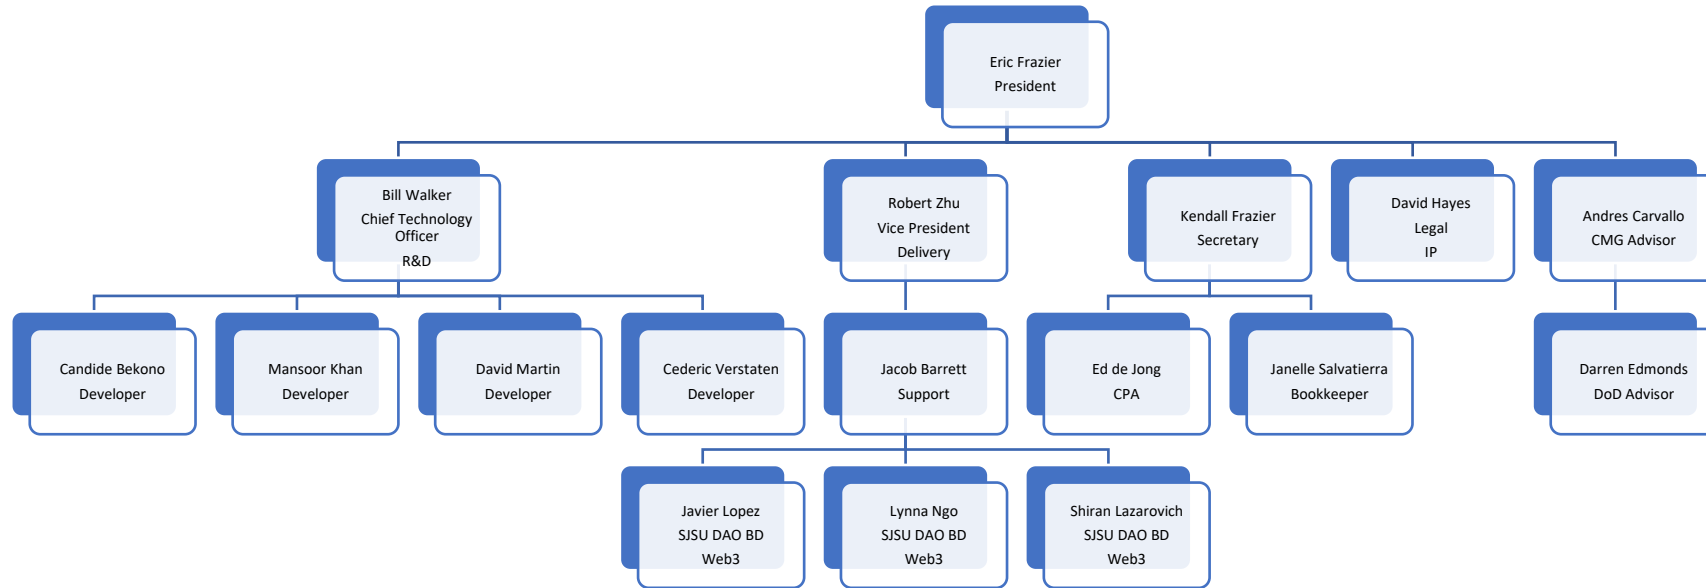 Eric Frazier
President
Bill Walker
Chief Technology
Officer
R&D
Robert Zhu
Vice President
Delivery
Kendall Frazier
Secretary
David Hayes
Legal
IP
Andres Carvallo
CMG Advisor
Candide Bekono
Developer
Mansoor Khan
Developer
David Martin
Developer
Cederic Verstaten
Developer
Jacob Barrett
Support
Ed de Jong
CPA
Janelle Salvatierra
Bookkeeper
Darren Edmonds
DoD Advisor
Javier Lopez
SJSU DAO BD
Web3
Lynna Ngo
SJSU DAO BD
Web3
Shiran Lazarovich
SJSU DAO BD
Web3